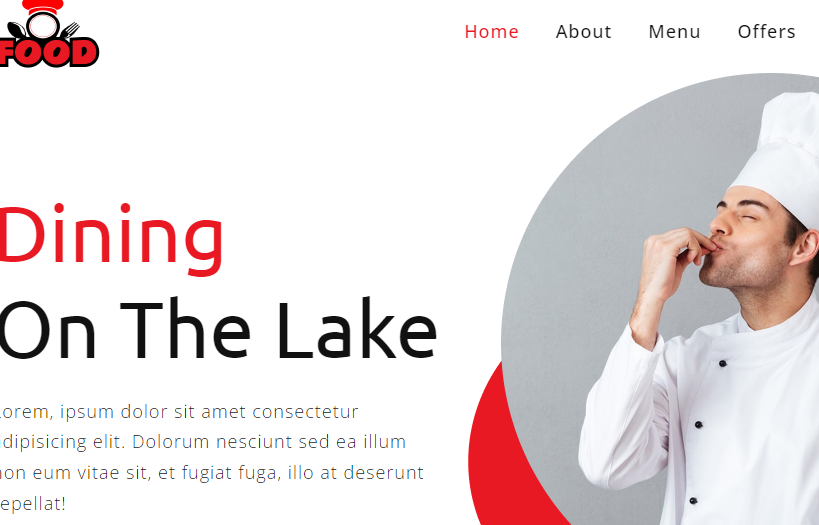 FOOD
Home About Menu Offers
Dining
On The Lake
orem, ipsum dolor sit amet consectetur
adipisicing elit. Dolorum nesciunt sed ea illum
non eum vitae sit, et fugiat fuga, illo at deserunt
epellat!